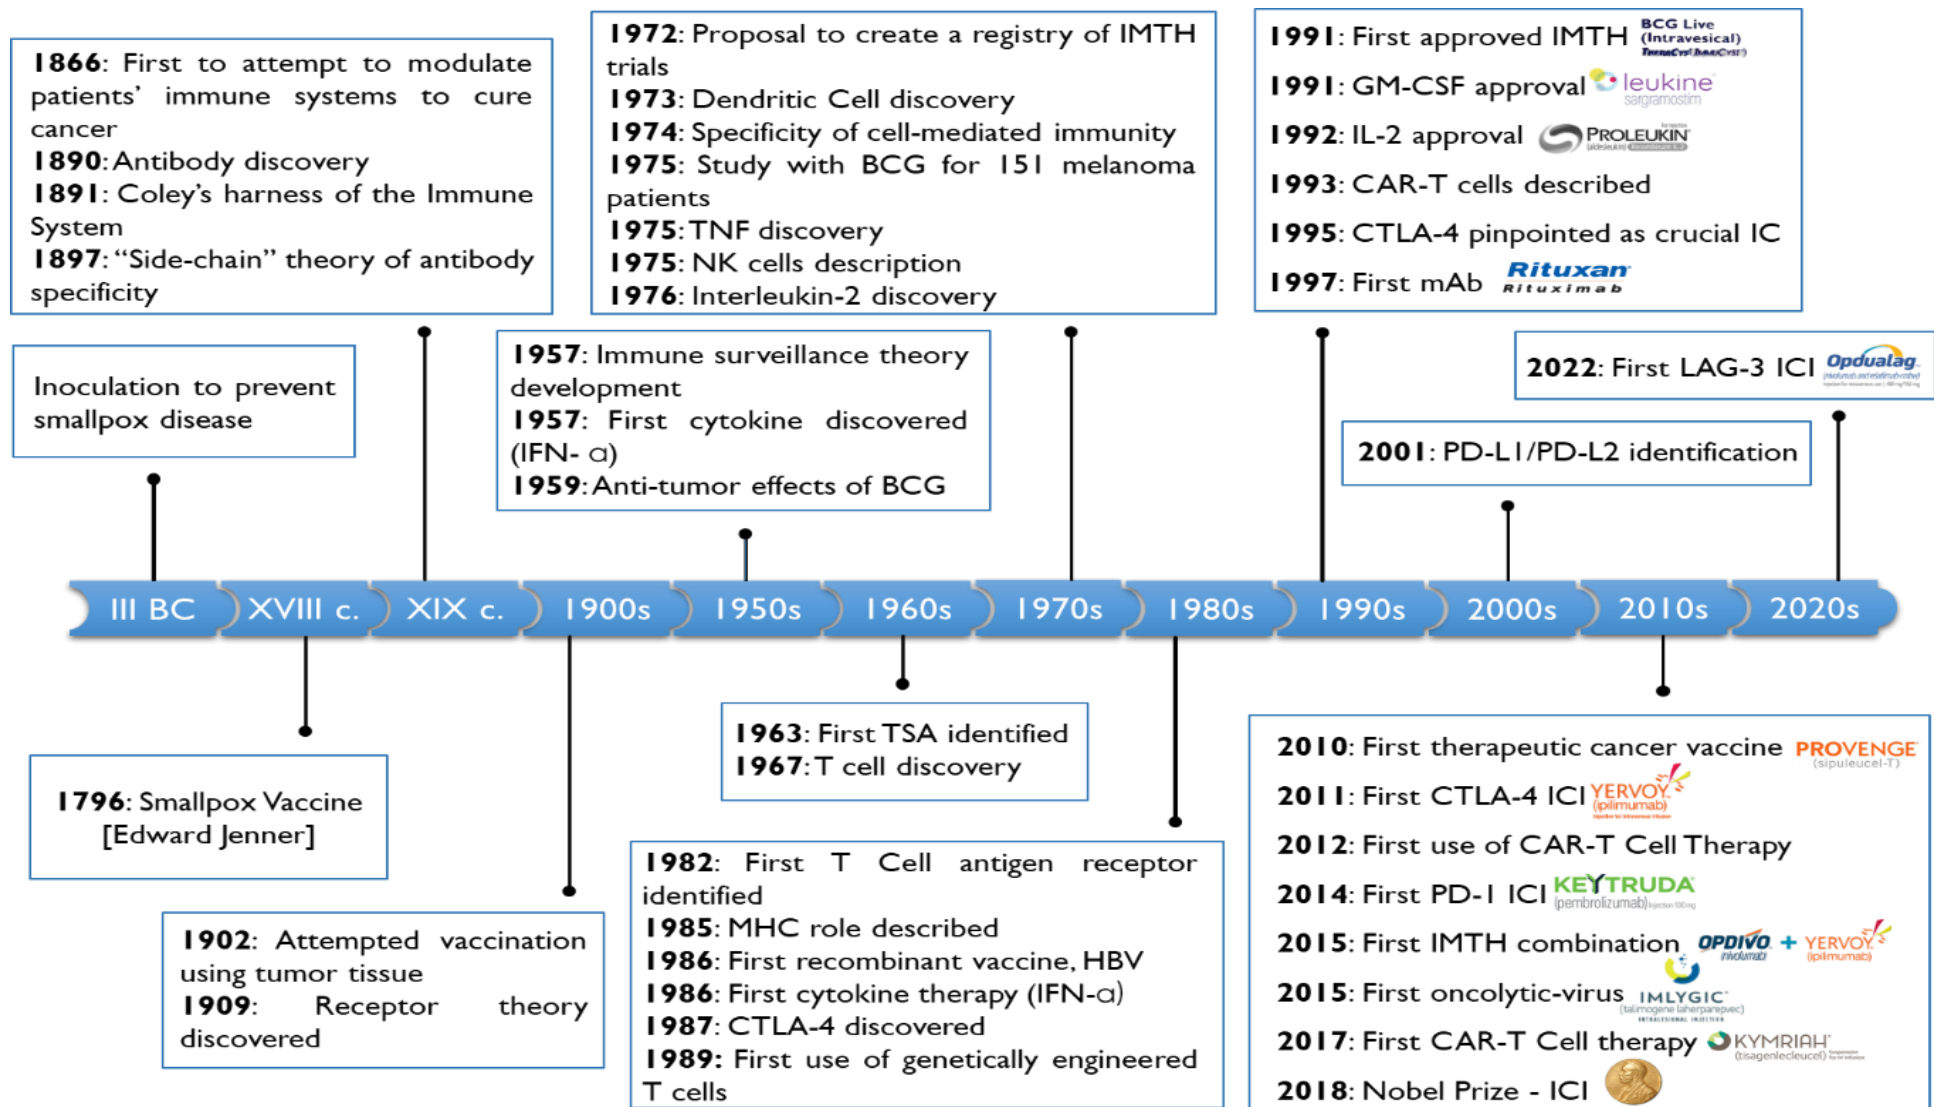 1866: First to attempt to modulate
patients’ immune systems to cure
cancer
1890: Antibody discovery
1891: Coley’s harness of the Immune
System
1897: “Side-chain” theory of antibody
specificity
1972: Proposal to create a registry of IMTH
trials
1973: Dendritic Cell discovery
1974: Specificity of cell-mediated immunity
1975: Study with BCG for 151 melanoma
patients
1975: TNF discovery
1975: NK cells description
1976: Interleukin-2 discovery
1991: First approved IMTH BCG Live
(Intravesical)
1991: GM-CSF approval leukine
sargramostim
1992: IL-2 approval PROLEUKIN
(aldesleukin)
1993: CAR-T cells described
1995: CTLA-4 pinpointed as crucial IC
1997: First mAb Rituxan
Rituximab
Inoculation to prevent
smallpox disease
1957: Immune surveillance theory
development
1957: First cytokine discovered
(IFN- α)
1959: Anti-tumor effects of BCG
2022: First LAG-3 ICI Opdualag
2001: PD-L1/PD-L2 identification
III BC XVIII c. XIX c. 1900s 1950s 1960s 1970s 1980s 1990s 2000s 2010s 2020s
1796: Smallpox Vaccine
[Edward Jenner]
1902: Attempted vaccination
using tumor tissue
1909: Receptor theory
discovered
1963: First TSA identified
1967: T cell discovery
1982: First T Cell antigen receptor
identified
1985: MHC role described
1986: First recombinant vaccine, HBV
1986: First cytokine therapy (IFN-α)
1987: CTLA-4 discovered
1989: First use of genetically engineered
T cells
2010: First therapeutic cancer vaccine PROVENGE
(sipuleucel-T)
2011: First CTLA-4 ICI YERVOY
(ipilimumab)
2012: First use of CAR-T Cell Therapy
2014: First PD-1 ICI KEYTRUDA
(pembrolizumab) Injection 100mg
2015: First IMTH combination OPDIVO + YERVOY
(nivolumab) (ipilimumab)
2015: First oncolytic-virus IMLYGIC
(talimogene laherparepvec)
INTRALESIONAL INJECTION
2017: First CAR-T Cell therapy KYMRIAH
(tisagenlecleucel)
2018: Nobel Prize - ICI